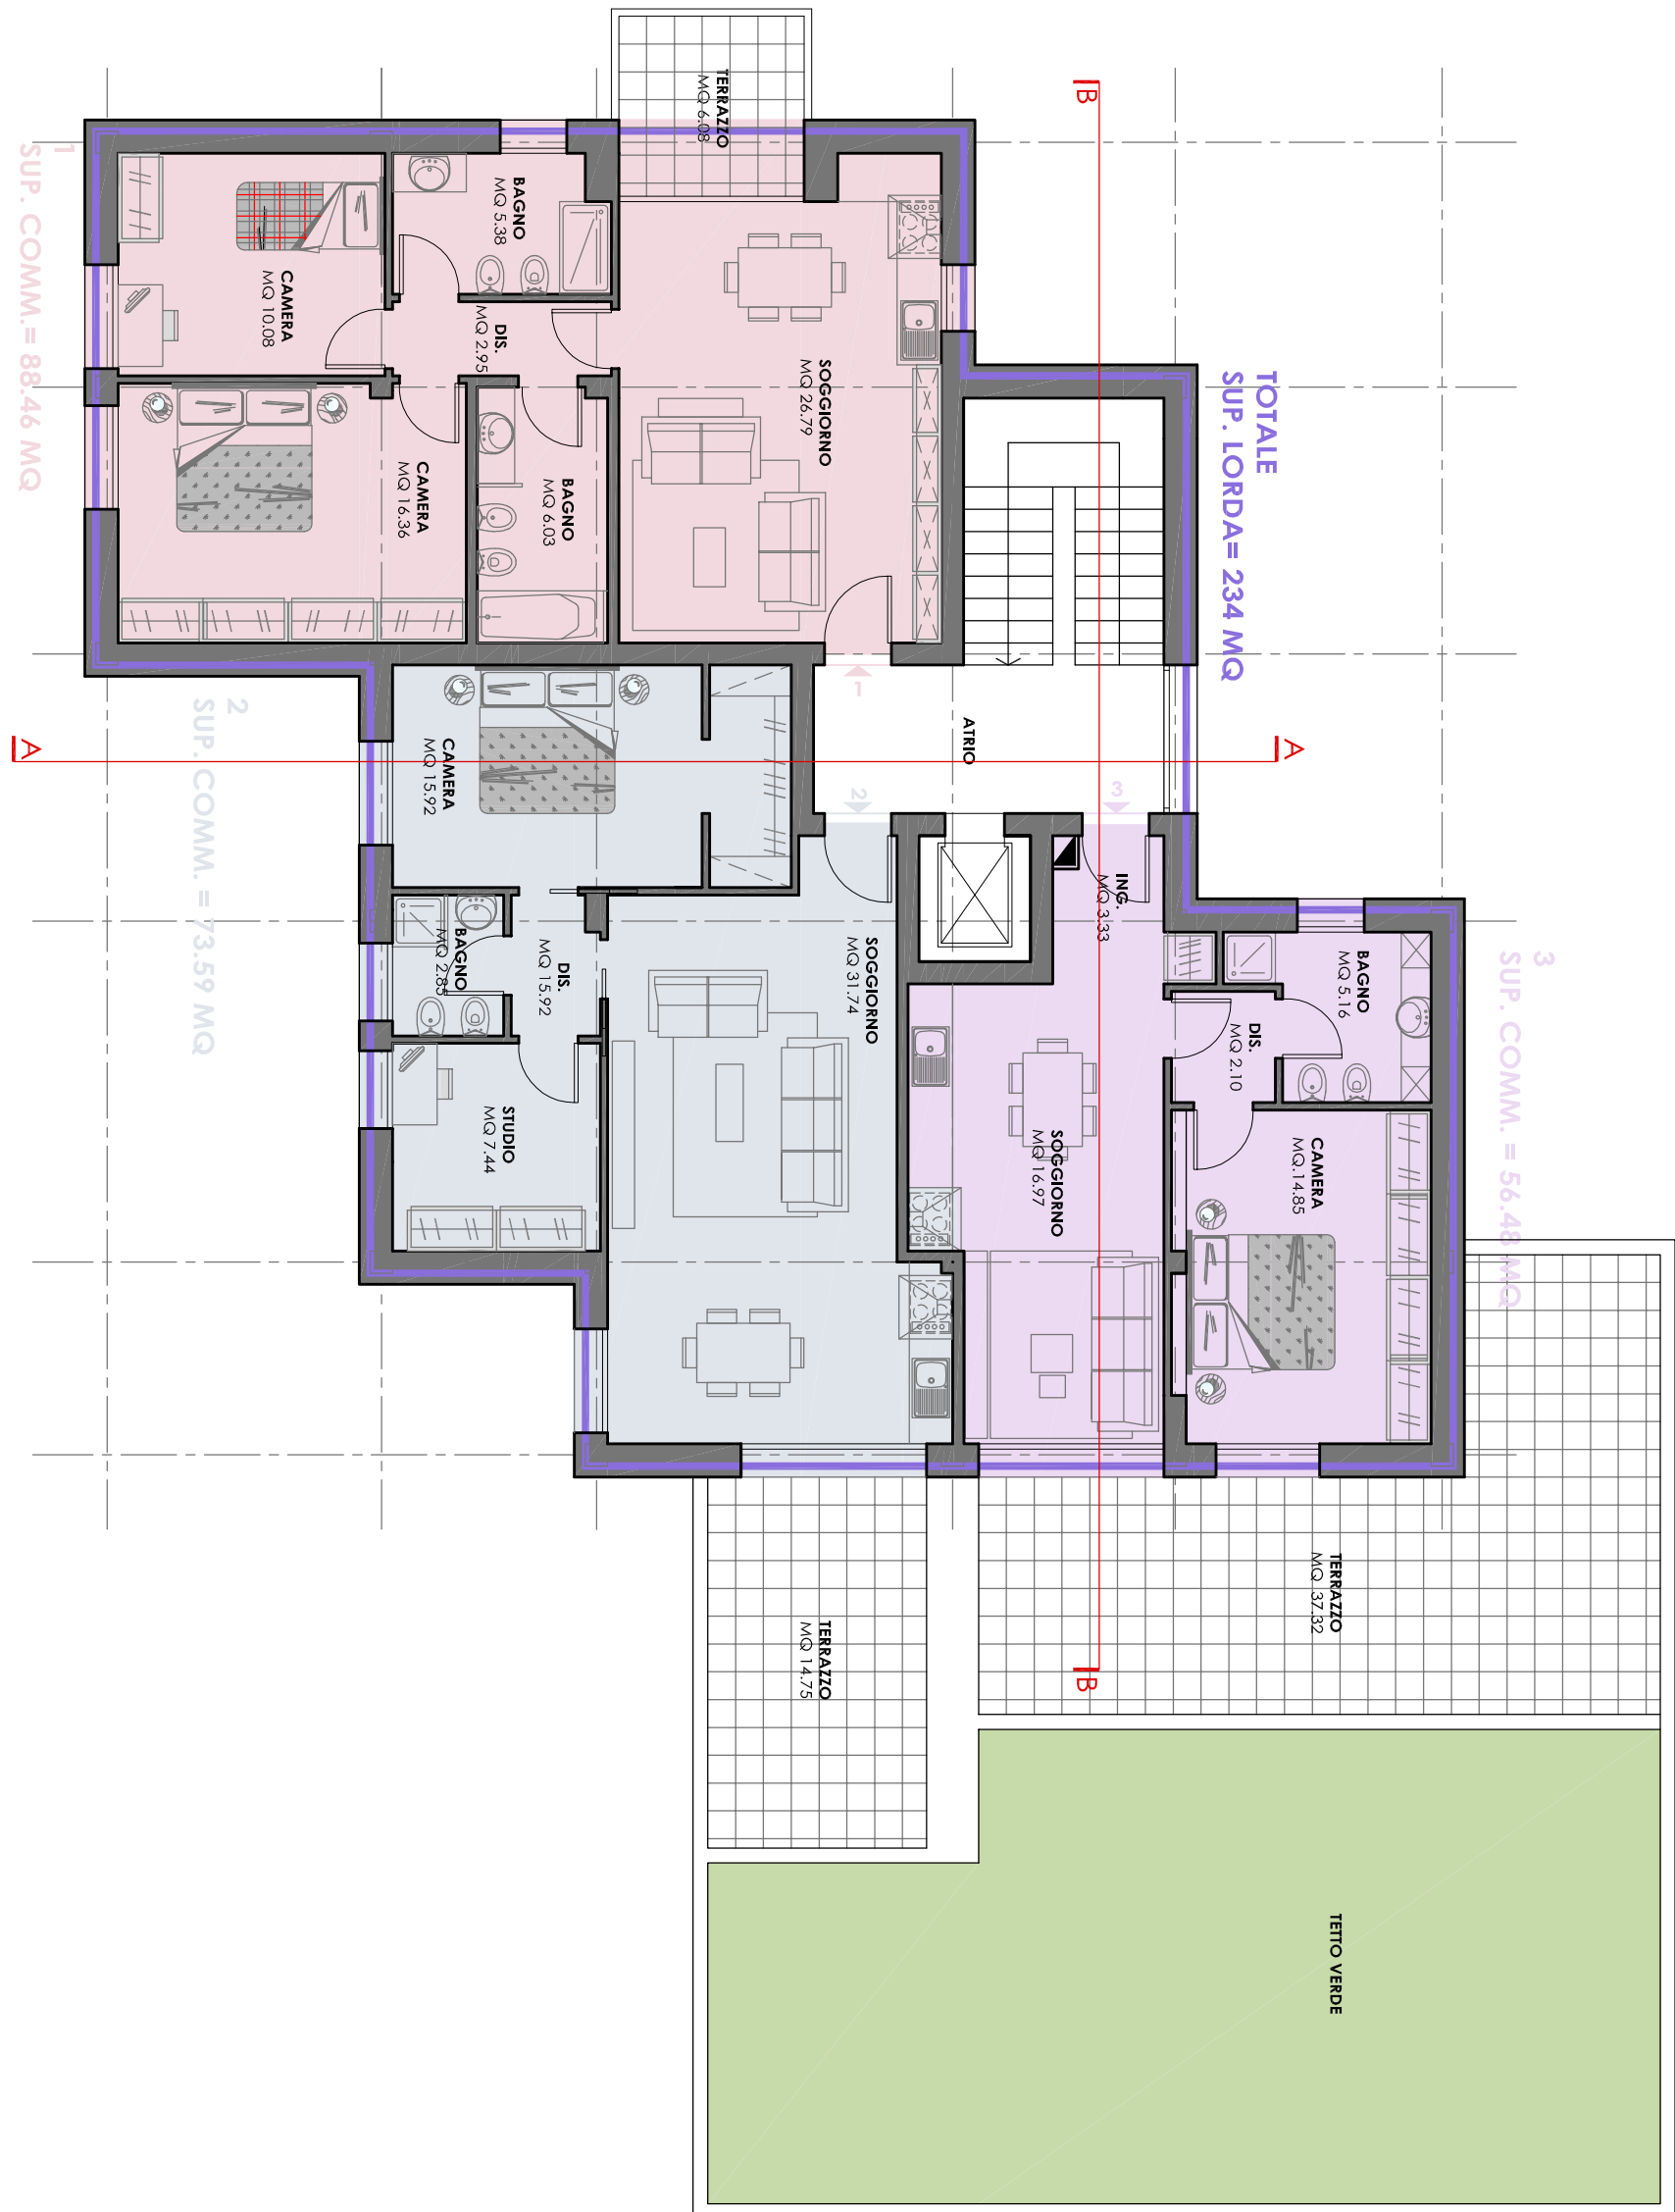 TERRAZZO
MQ 6.08
B
1
SUP. COMM.= 88.46 MQ
BAGNO
MQ 5.38
CAMERA
MQ 10.08
DIS.
MQ 2.95
SOGGIORNO
MQ 26.79
TOTALE
SUP. LORDA= 234 MQ
CAMERA
MQ 16.36
BAGNO
MQ 6.03
1
2
SUP. COMM. = 73.59 MQ
A
CAMERA
MQ 15.92
ATRIO
A
2
3
ING.
MQ 3.33
BAGNO
MQ 2.85
DIS.
MQ 15.92
SOGGIORNO
MQ 31.74
BAGNO
MQ 5.16
3
SUP. COMM. = 56.48 MQ
DIS.
MQ 2.10
STUDIO
MQ 7.44
SOGGIORNO
MQ 16.97
CAMERA
MQ.14.85
TERRAZZO
MQ 37.32
TERRAZZO
MQ 14.75
B
TETTO VERDE